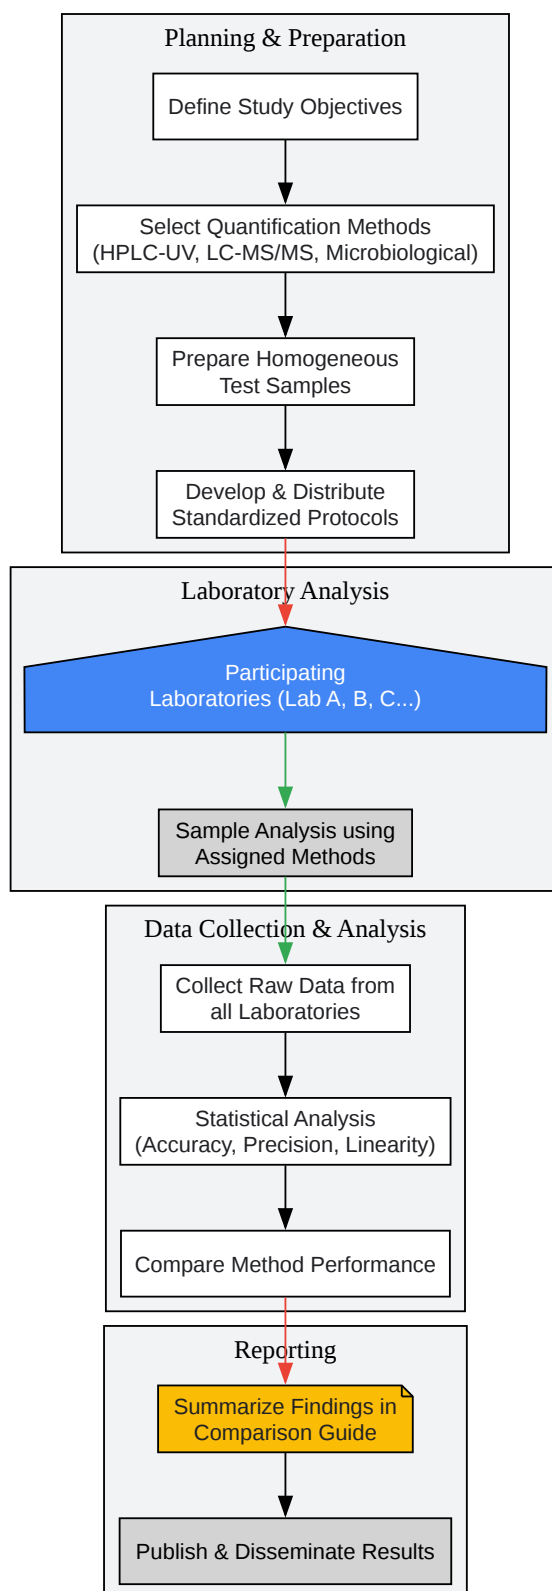 Planning & Preparation
Define Study Objectives
Select Quantification Methods
(HPLC-UV, LC-MS/MS, Microbiological)
Prepare Homogeneous
Test Samples
Develop & Distribute
Standardized Protocols
Laboratory Analysis
Participating
Laboratories (Lab A, B, C...)
Sample Analysis using
Assigned Methods
Data Collection & Analysis
Collect Raw Data from
all Laboratories
Statistical Analysis
(Accuracy, Precision, Linearity)
Compare Method Performance
Reporting
Summarize Findings in
Comparison Guide
Publish & Disseminate Results